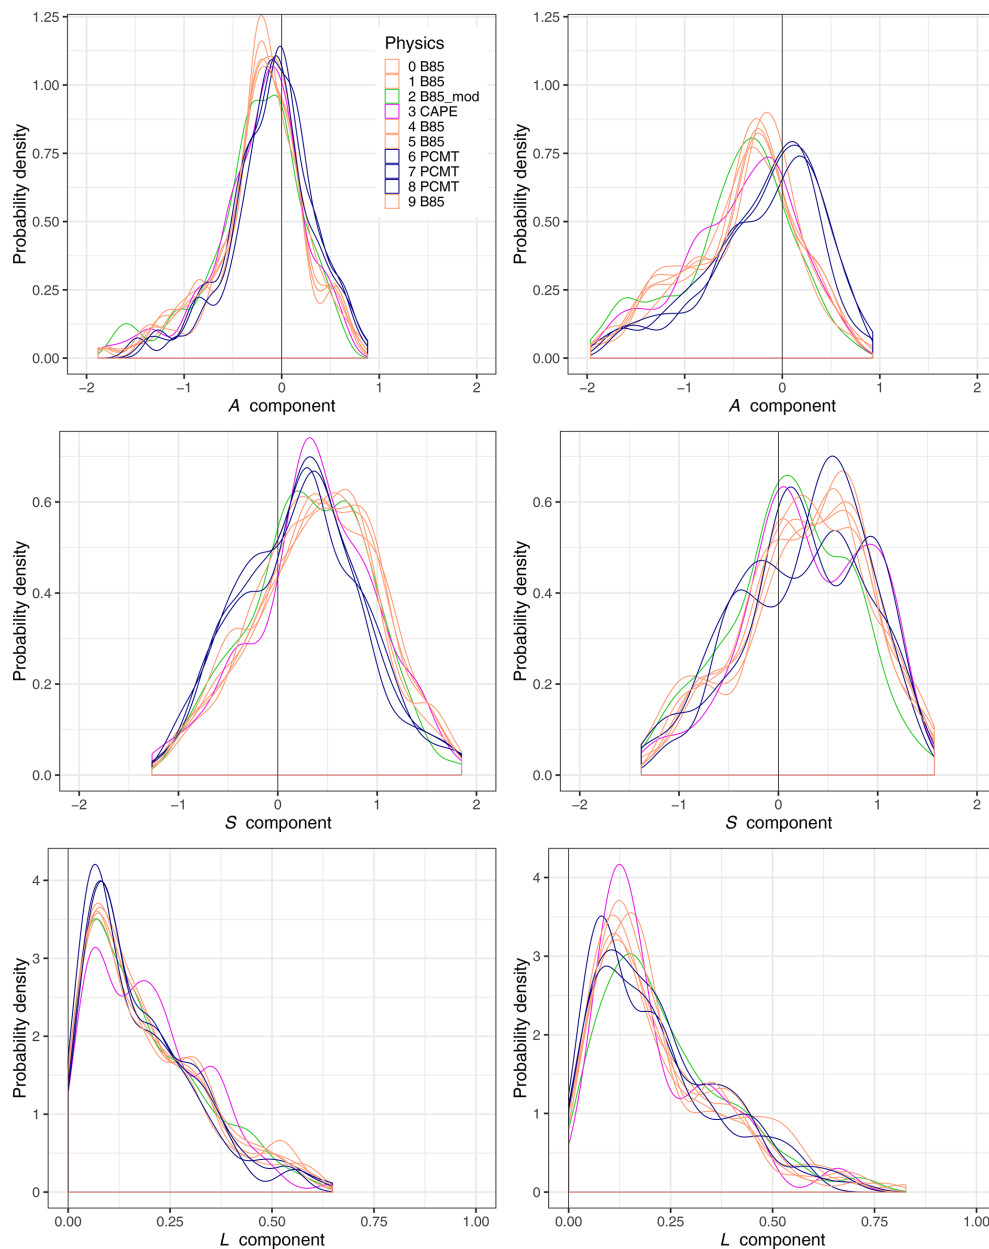 Physics
0 B85
1 B85
2 B85_mod
3 CAPE
4 B85
5 B85
6 PCMT
7 PCMT
8 PCMT
9 B85
Probability density
1.25
1.00
0.75
0.50
0.25
0.00
−2 −1 0 1 2
A component
Probability density
1.25
1.00
0.75
0.50
0.25
0.00
−2 −1 0 1 2
A component
Probability density
0.6
0.4
0.2
0.0
−2 −1 0 1 2
S component
Probability density
0.6
0.4
0.2
0.0
−2 −1 0 1 2
S component
Probability density
4
3
2
1
0
0.00 0.25 0.50 0.75 1.00
L component
Probability density
4
3
2
1
0
0.00 0.25 0.50 0.75 1.00
L component